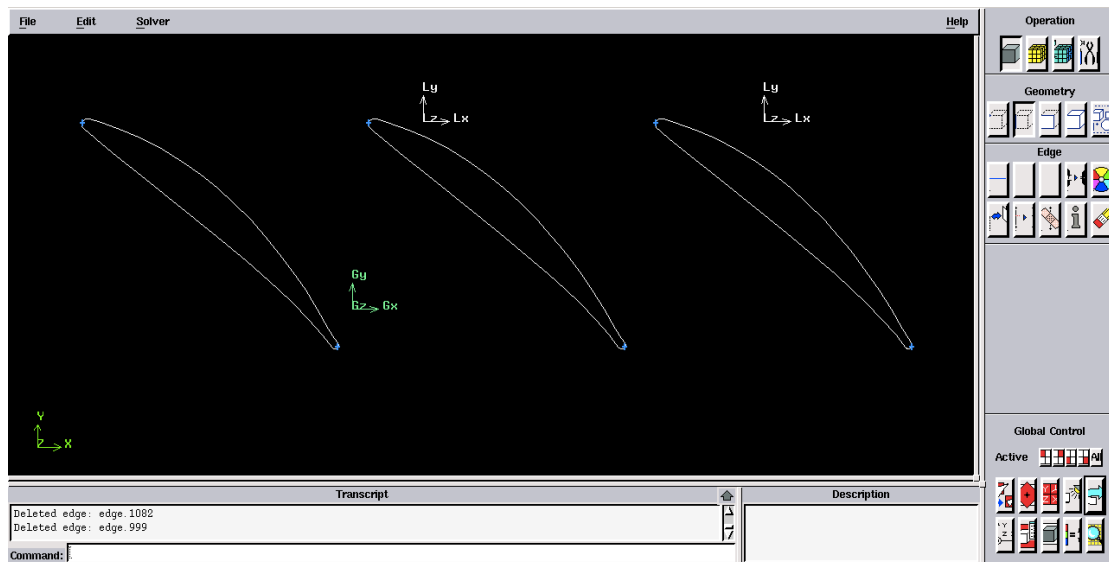 File Edit Solver Help
Operation
Geometry
Edge
Ly Ly
Lz Lx Lz Lx
Gy
Gz Gx
Y
Z X
Global Control
Active All
Transcript
Description
Deleted edge: edge.1082
Deleted edge: edge.999
Command: